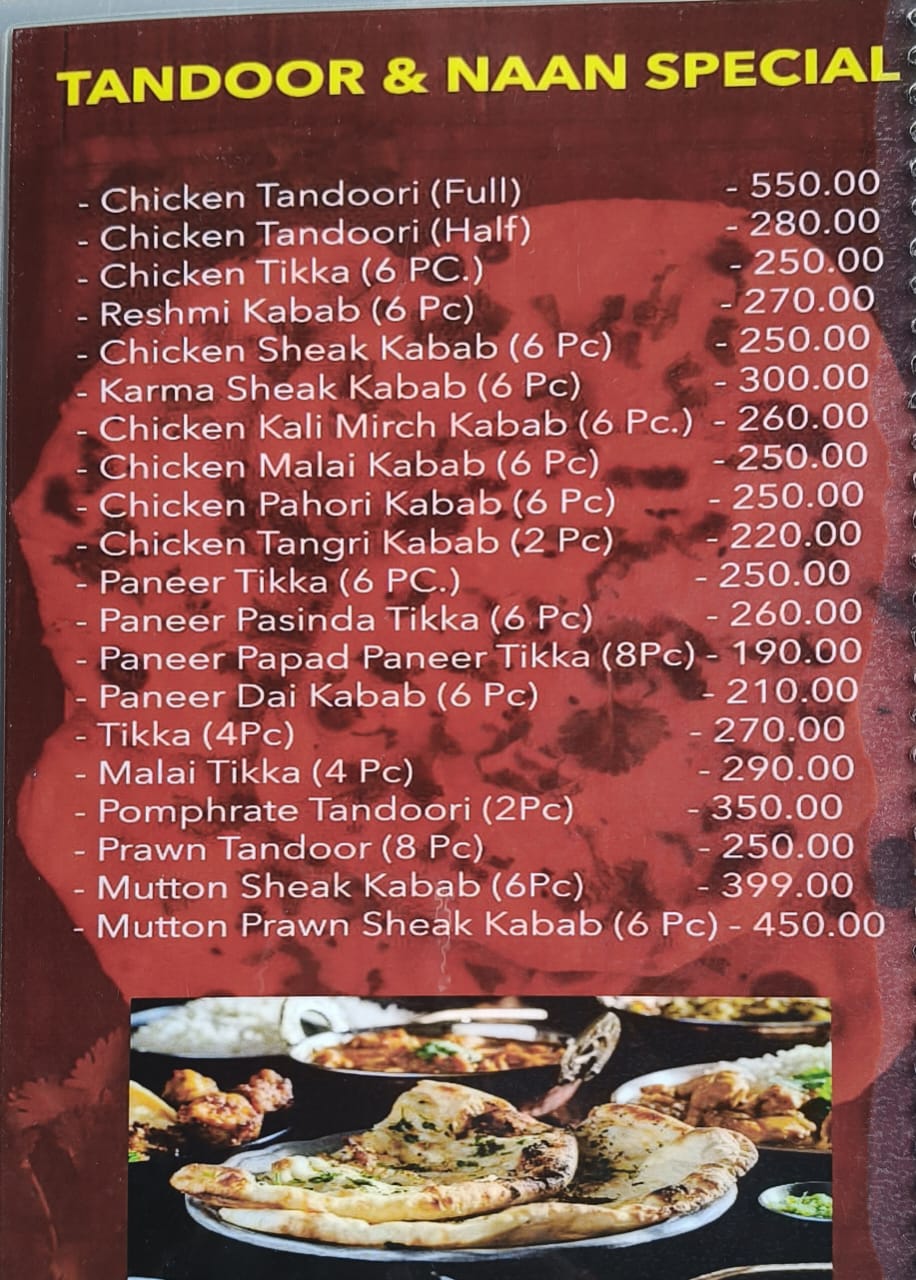 TANDOOR & NAAN SPECIAL
- Chicken Tandoori (Full) - 550.00
- Chicken Tandoori (Half) - 280.00
- Chicken Tikka (6 PC.) - 250.00
- Reshmi Kabab (6 Pc) - 270.00
- Chicken Sheak Kabab (6 Pc) - 250.00
- Karma Sheak Kabab (6 Pc) - 300.00
- Chicken Kali Mirch Kabab (6 Pc.) - 260.00
- Chicken Malai Kabab (6 Pc) - 250.00
- Chicken Pahori Kabab (6 Pc) - 250.00
- Chicken Tangri Kabab (2 Pc) - 220.00
- Paneer Tikka (6 PC.) - 250.00
- Paneer Pasinda Tikka (6 Pc) - 260.00
- Paneer Papad Paneer Tikka (8Pc) - 190.00
- Paneer Dai Kabab (6 Pc) - 210.00
- Tikka (4Pc) - 270.00
- Malai Tikka (4 Pc) - 290.00
- Pomphrate Tandoori (2Pc) - 350.00
- Prawn Tandoor (8 Pc) - 250.00
- Mutton Sheak Kabab (6Pc) - 399.00
- Mutton Prawn Sheak Kabab (6 Pc) - 450.00